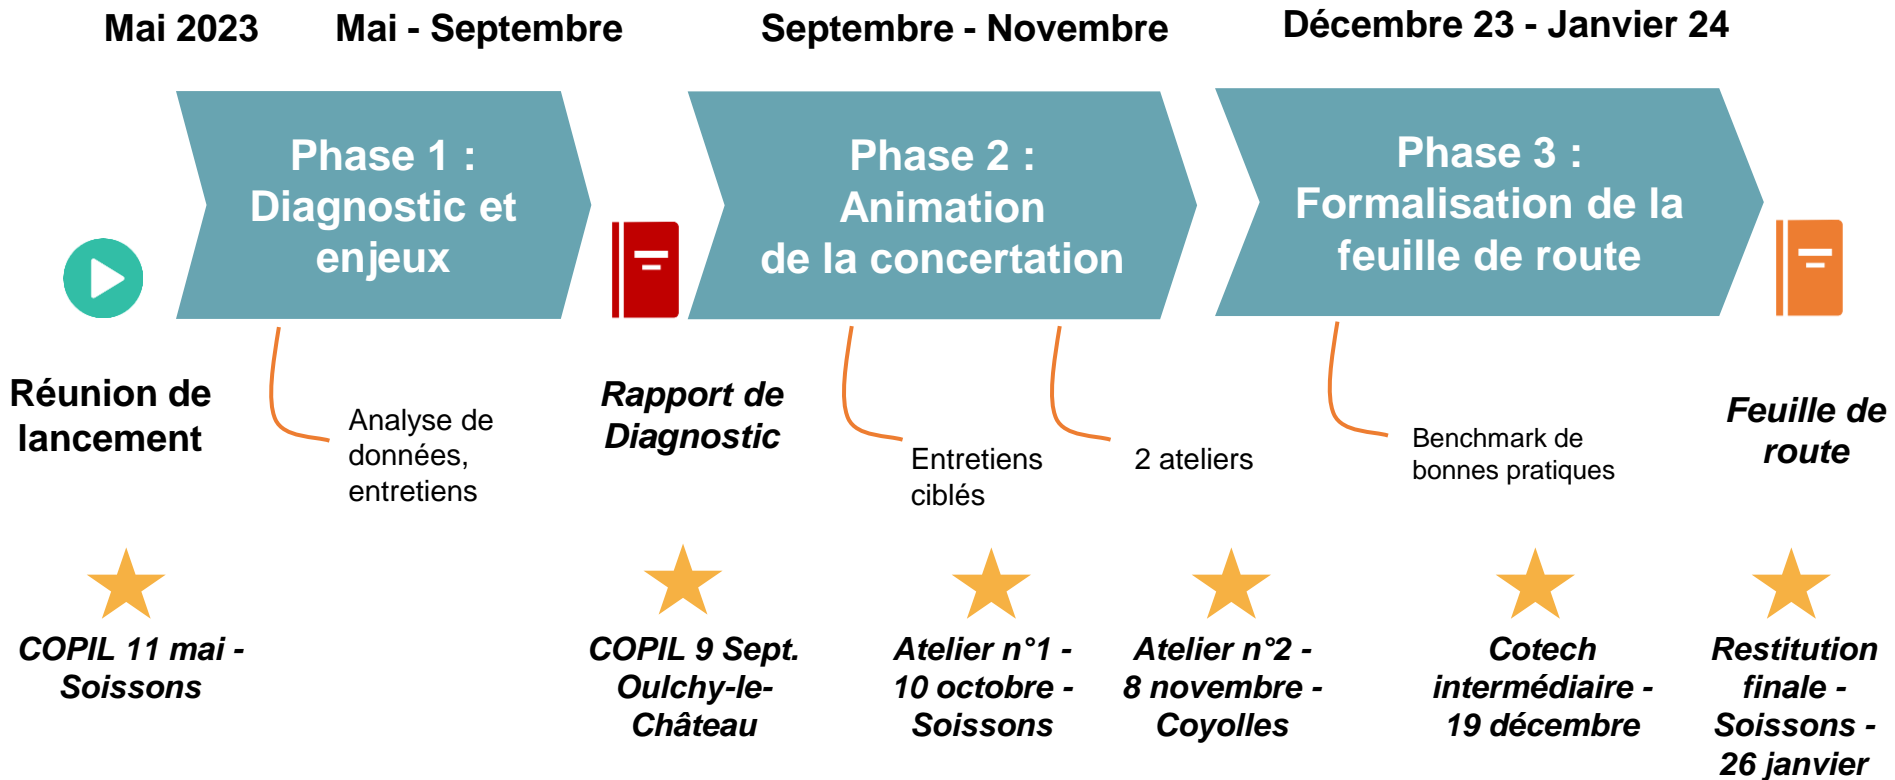 Mai 2023
Mai - Septembre
Septembre - Novembre
Décembre 23 - Janvier 24
Phase 1 :
Diagnostic et
enjeux
Phase 2 :
Animation
de la concertation
Phase 3 :
Formalisation de la
feuille de route
Réunion de
lancement
Analyse de
données,
entretiens
Rapport de
Diagnostic
Entretiens
ciblés
2 ateliers
Benchmark de
bonnes pratiques
Feuille de
route
COPIL 11 mai -
Soissons
COPIL 9 Sept.
Oulchy-le-
Château
Atelier n°1 -
10 octobre -
Soissons
Atelier n°2 -
8 novembre -
Coyolles
Cotech
intermédiaire -
19 décembre
Restitution
finale -
Soissons -
26 janvier